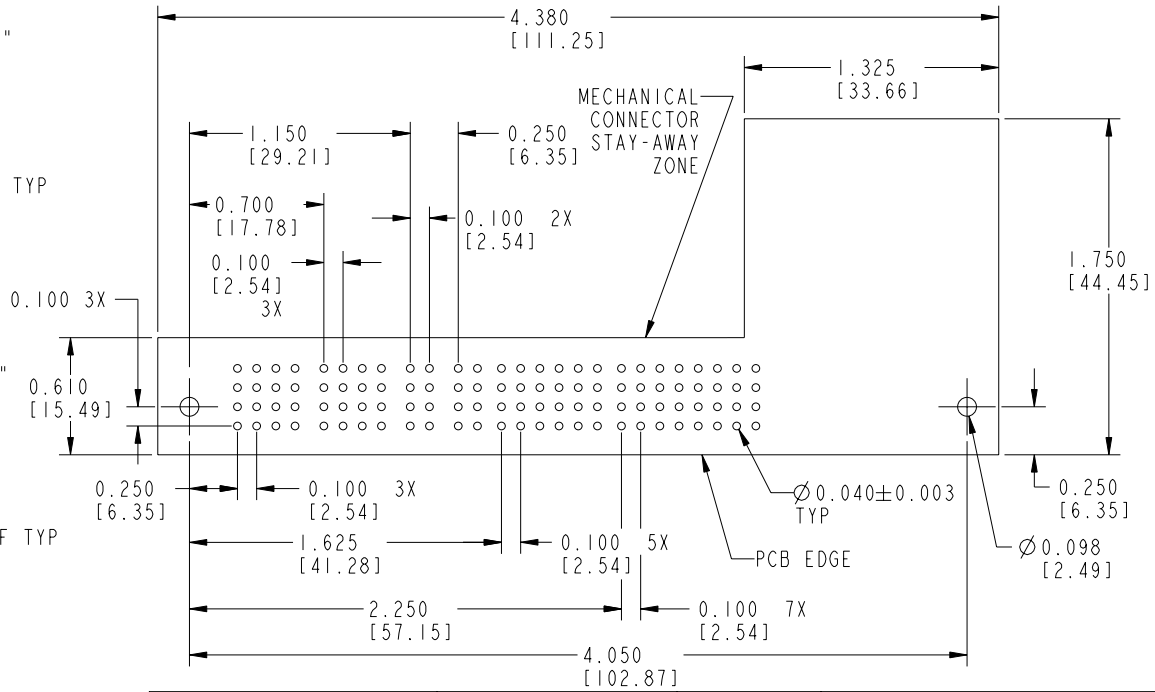 4.380
[111.25]
"
1.325
[33.66]
MECHANICAL
CONNECTOR
STAY-AWAY
ZONE
1.150
[29.21]
0.250
[6.35]
TYP
0.700
[17.78]
0.100 2X
[2.54]
0.100
[2.54]
3X
1.750
[44.45]
0.100 3X
"
0.610
[15.49]
0.250
[6.35]
0.100 3X
[2.54]
Ø 0.040±0.003
TYP
0.250
[6.35]
F TYP
1.625
[41.28]
0.100 5X
[2.54]
PCB EDGE
Ø 0.098
[2.49]
2.250
[57.15]
0.100 7X
[2.54]
4.050
[102.87]